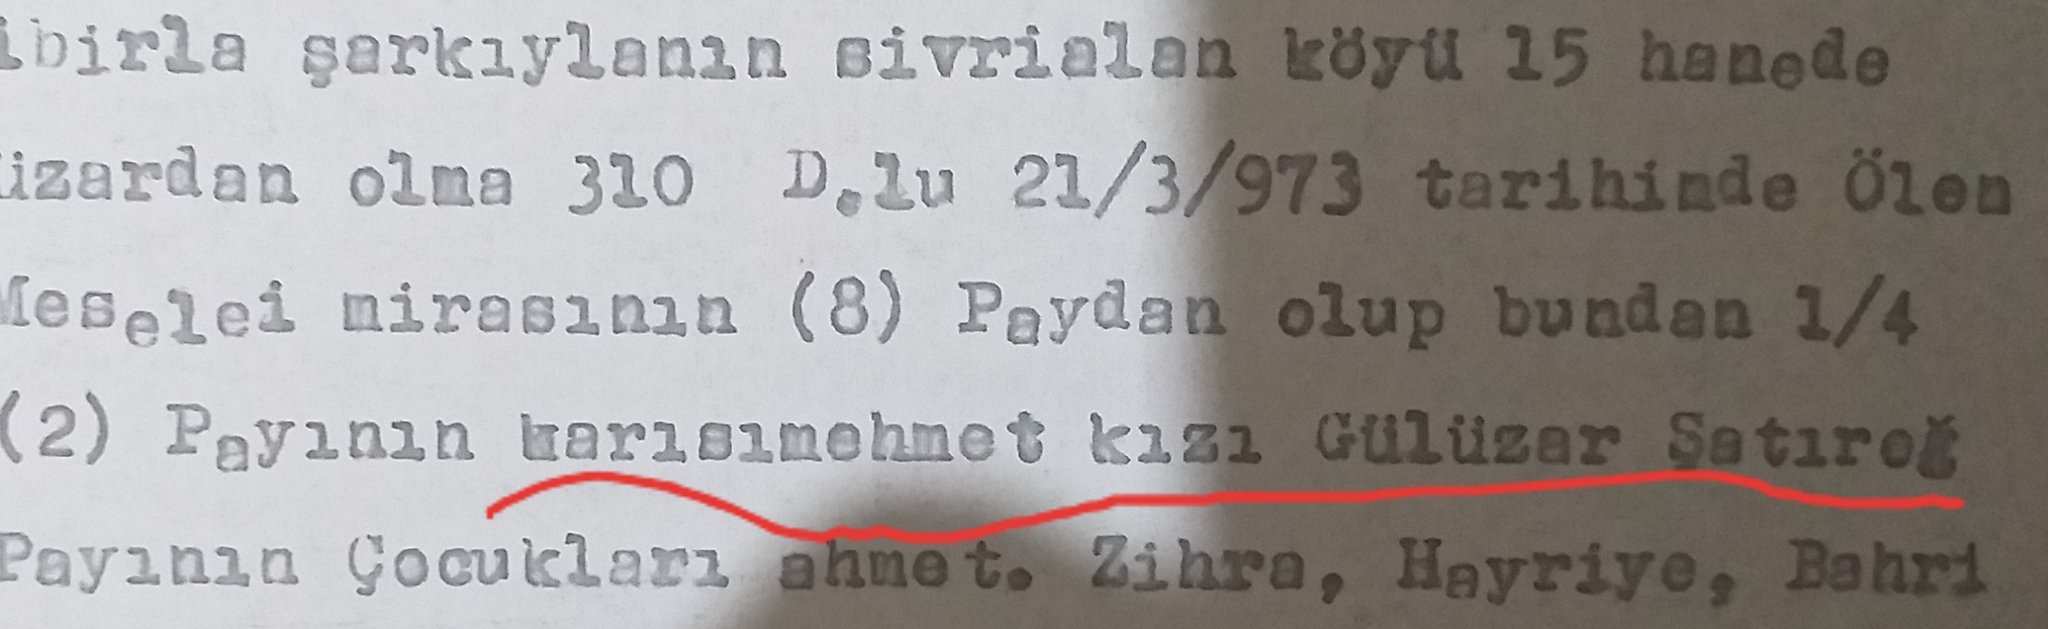 ibirla şarkıylanın sivrialan köyü 15 hanede
üzardan olma 310 D.lu 21/3/973 tarihinde Ölen
Meselei mirasının (8) Paydan olup bundan 1/4
(2) Payının karısımehmet kızı Gülüzar Şatıroğ
Payının Çocukları ahmet. Zihra, Hayriye, Bahri